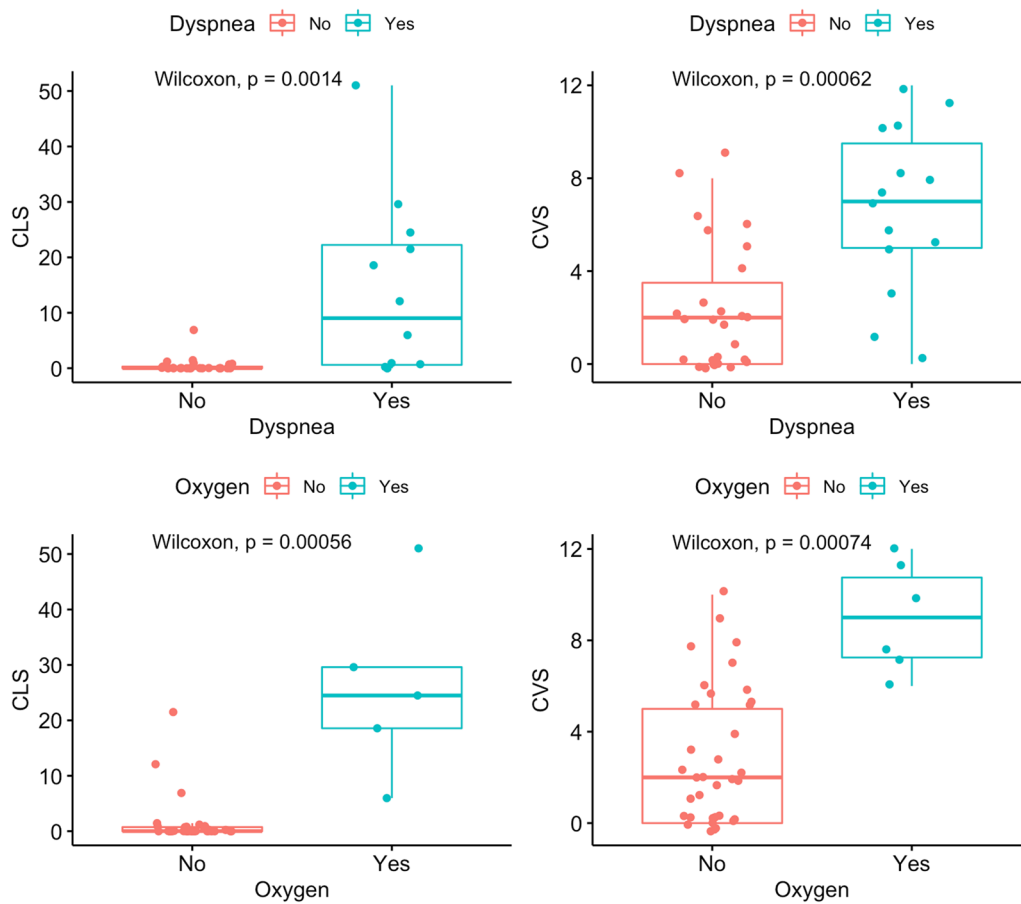 Dyspnea No Yes
Wilcoxon, p = 0.0014
50
40
30
20
10
0
CLS
No Yes
Dyspnea
Dyspnea No Yes
Wilcoxon, p = 0.00062
12
8
4
0
CVS
No Yes
Dyspnea
Oxygen No Yes
Wilcoxon, p = 0.00056
50
40
30
20
10
0
CLS
No Yes
Oxygen
Oxygen No Yes
Wilcoxon, p = 0.00074
12
8
4
0
CVS
No Yes
Oxygen